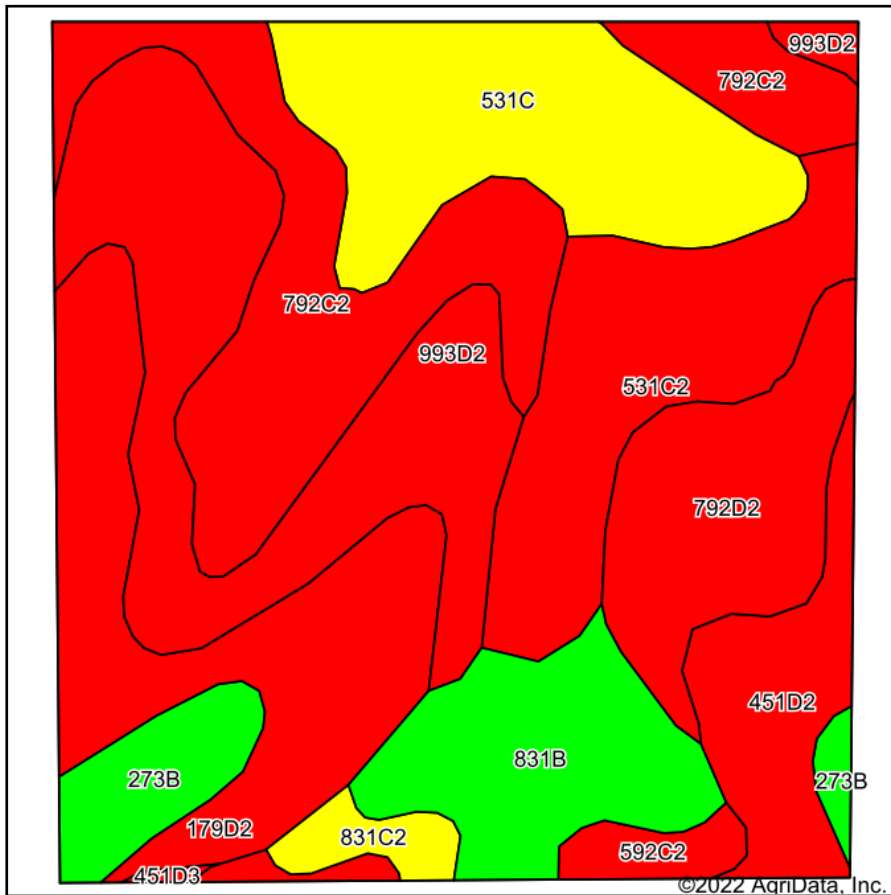 993D2
792C2
531C
792C2
993D2
531C2
792D2
451D2
831B
273B
273B
179D2
831C2
592C2
451D3
©2022 AgriData, Inc.